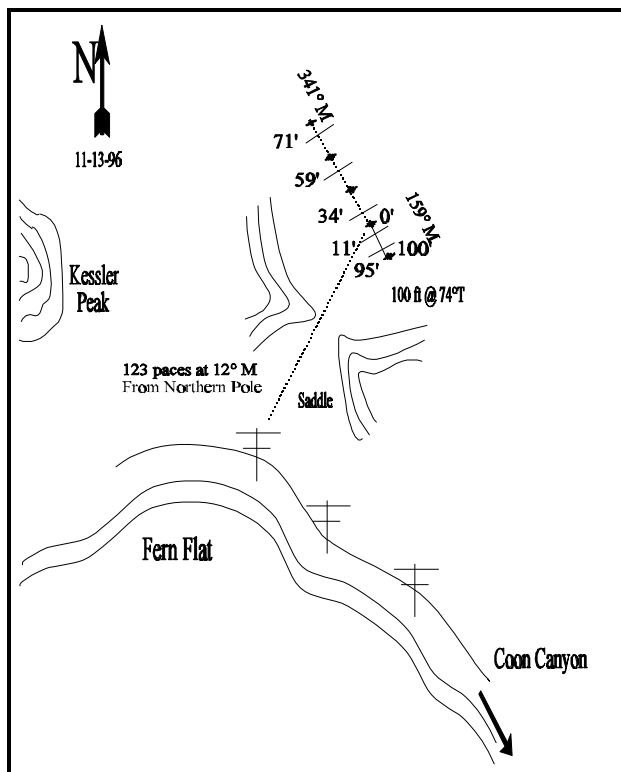 N
11-13-96
341° M
71'
59'
34'
0'
159° M
11'
100'
95'
Kessler
Peak
100 ft @ 74°T
123 paces at 12° M
From Northern Pole
Saddle
Fern Flat
Coon Canyon